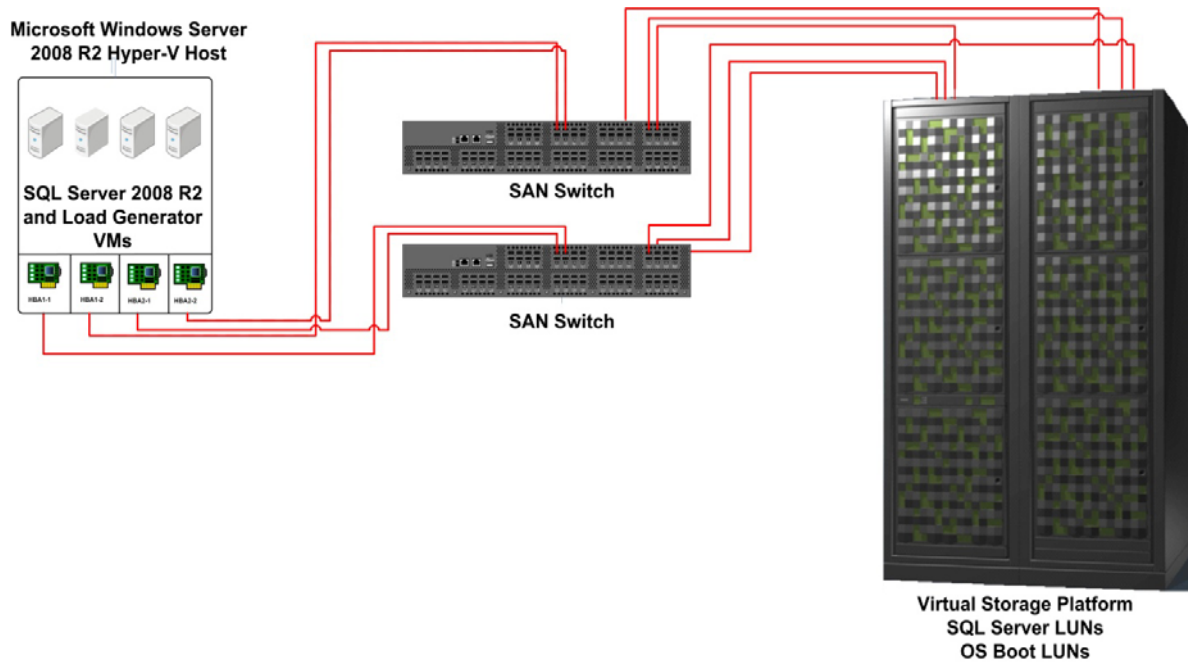 Microsoft Windows Server
2008 R2 Hyper-V Host
SQL Server 2008 R2
and Load Generator
VMs
HBA1-1
HBA1-2
HBA2-1
HBA2-2
SAN Switch
SAN Switch
Virtual Storage Platform
SQL Server LUNs
OS Boot LUNs